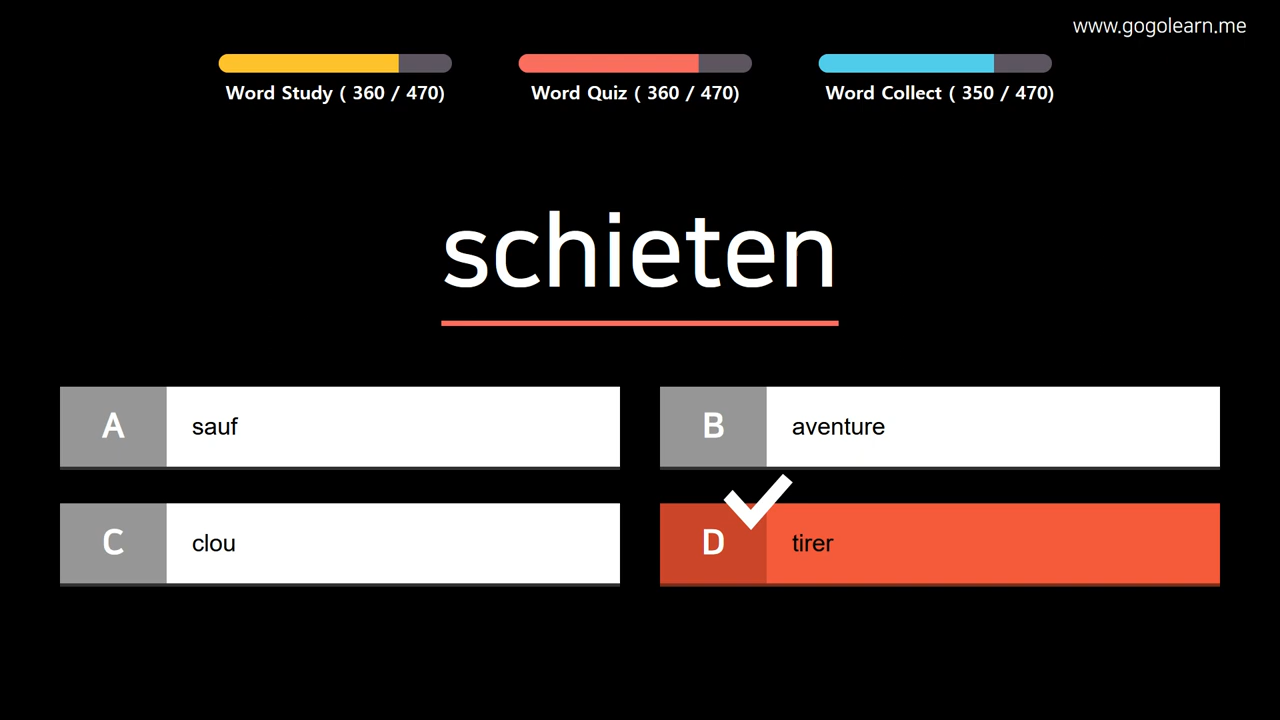 www.gogolearn.me
Word Study ( 360 / 470)
Word Quiz ( 360 / 470)
Word Collect ( 350 / 470)
schieten
A sauf
B aventure
C clou
D tirer